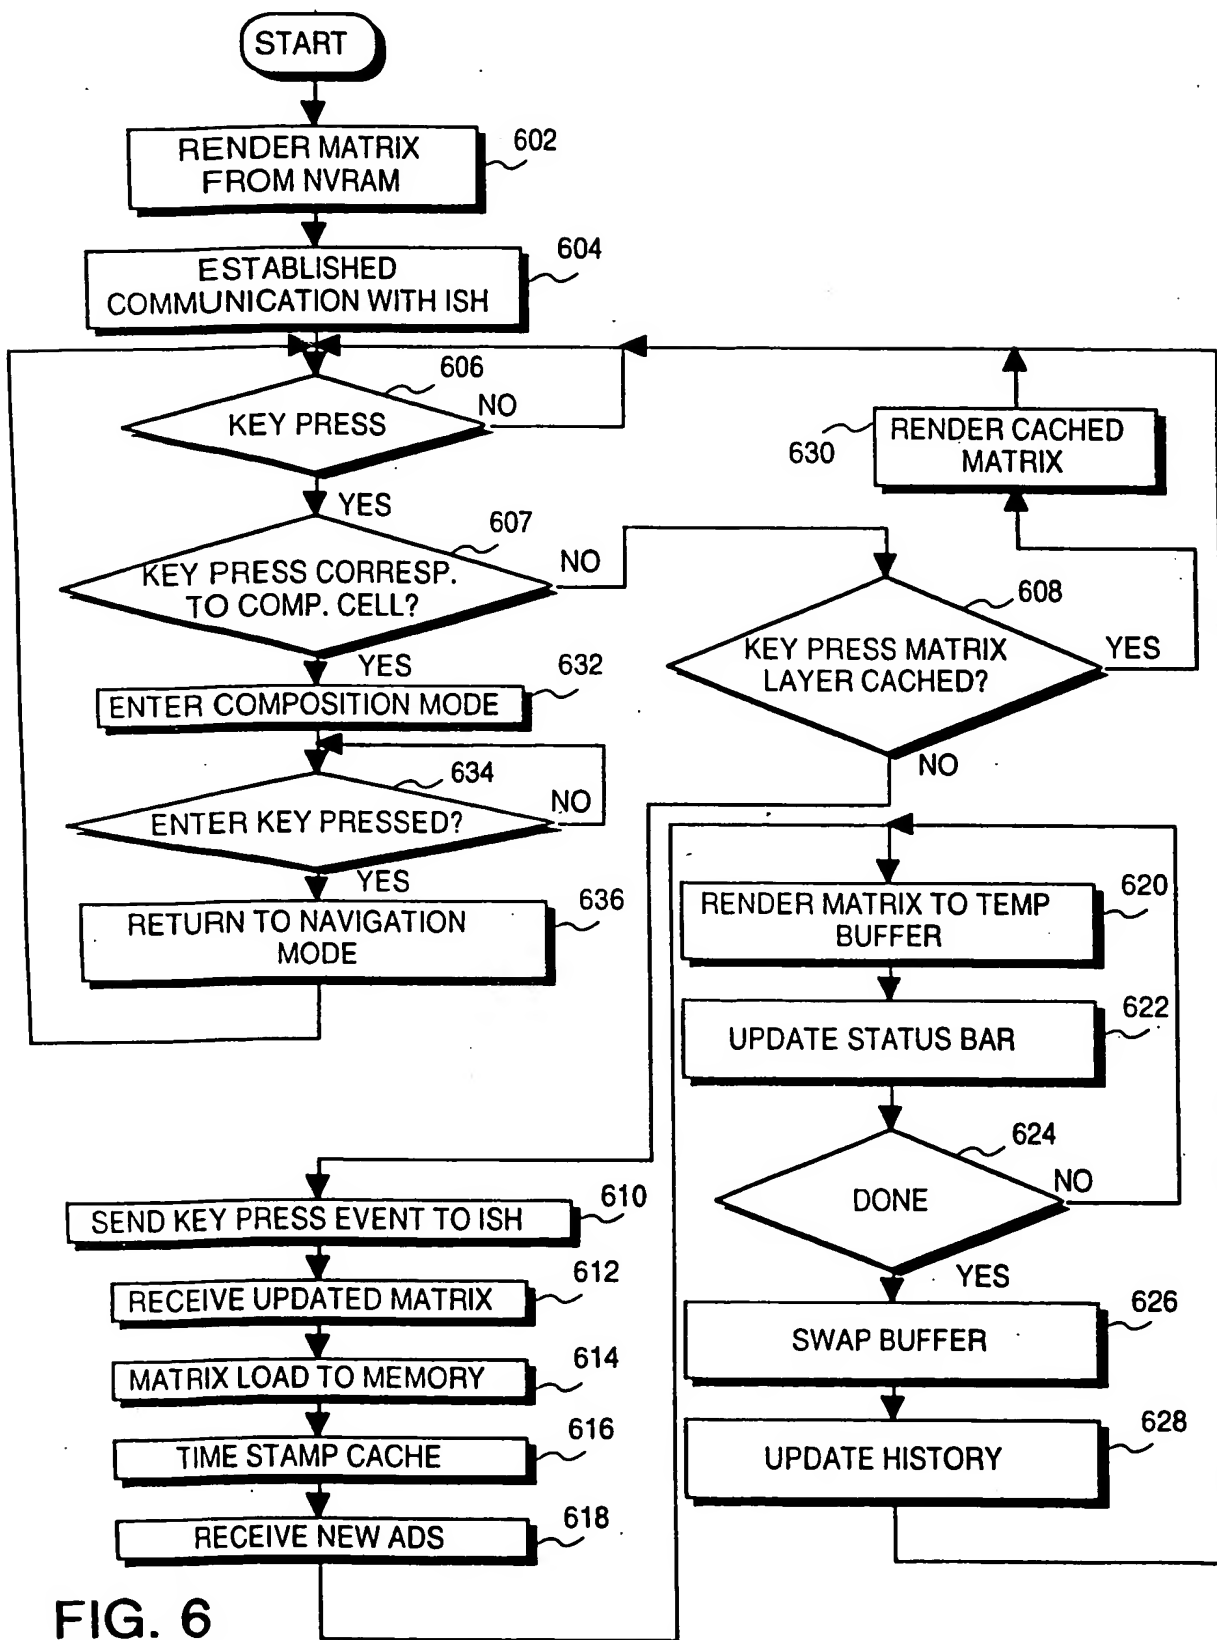 START
RENDER MATRIX
FROM NVRAM
602
ESTABLISHED
COMMUNICATION WITH ISH
604
606
KEY PRESS
NO
YES
607
KEY PRESS CORRESP.
TO COMP. CELL?
NO
YES
ENTER COMPOSITION MODE
632
634
ENTER KEY PRESSED?
NO
YES
RETURN TO NAVIGATION
MODE
636
630
RENDER CACHED
MATRIX
608
KEY PRESS MATRIX
LAYER CACHED?
YES
NO
SEND KEY PRESS EVENT TO ISH
610
RECEIVE UPDATED MATRIX
612
MATRIX LOAD TO MEMORY
614
TIME STAMP CACHE
616
RECEIVE NEW ADS
618
RENDER MATRIX TO TEMP
BUFFER
620
UPDATE STATUS BAR
622
624
DONE
NO
YES
SWAP BUFFER
626
UPDATE HISTORY
628
FIG. 6